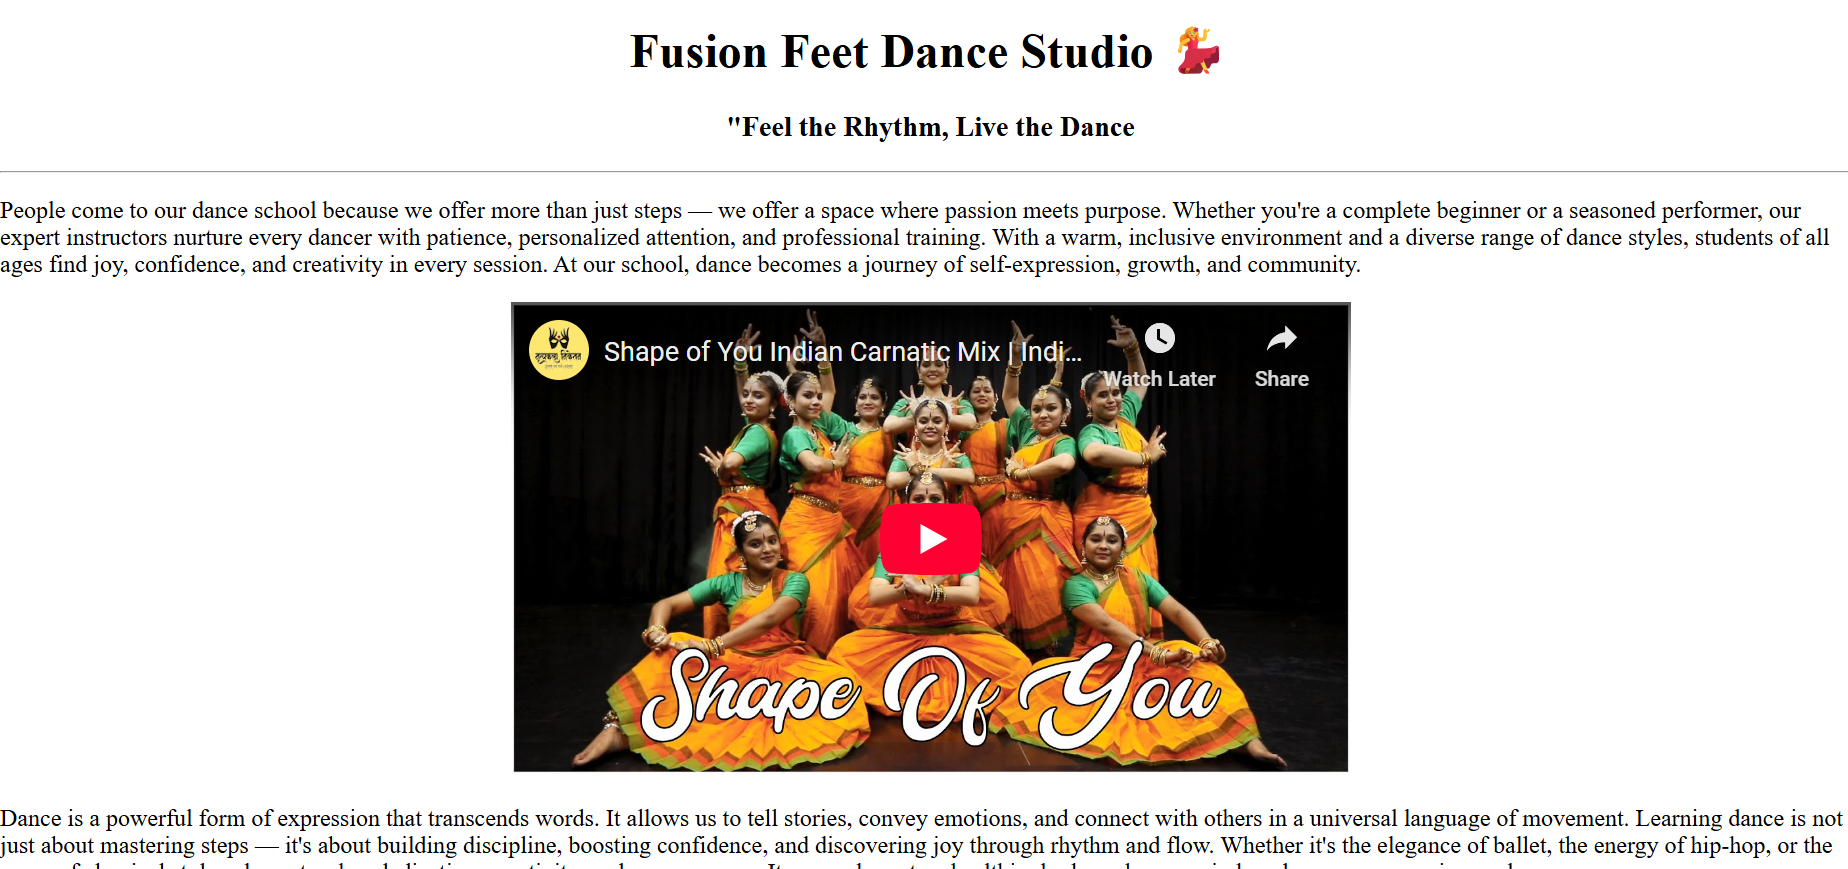 Fusion Feet Dance Studio 💃
"Feel the Rhythm, Live the Dance
People come to our dance school because we offer more than just steps — we offer a space where passion meets purpose. Whether you're a complete beginner or a seasoned performer, our
expert instructors nurture every dancer with patience, personalized attention, and professional training. With a warm, inclusive environment and a diverse range of dance styles, students of all
ages find joy, confidence, and creativity in every session. At our school, dance becomes a journey of self-expression, growth, and community.
Shape of You Indian Carnatic Mix | Indi...
Watch Later
Share
Shape Of You
Dance is a powerful form of expression that transcends words. It allows us to tell stories, convey emotions, and connect with others in a universal language of movement. Learning dance is not
just about mastering steps — it's about building discipline, boosting confidence, and discovering joy through rhythm and flow. Whether it's the elegance of ballet, the energy of hip-hop, or the